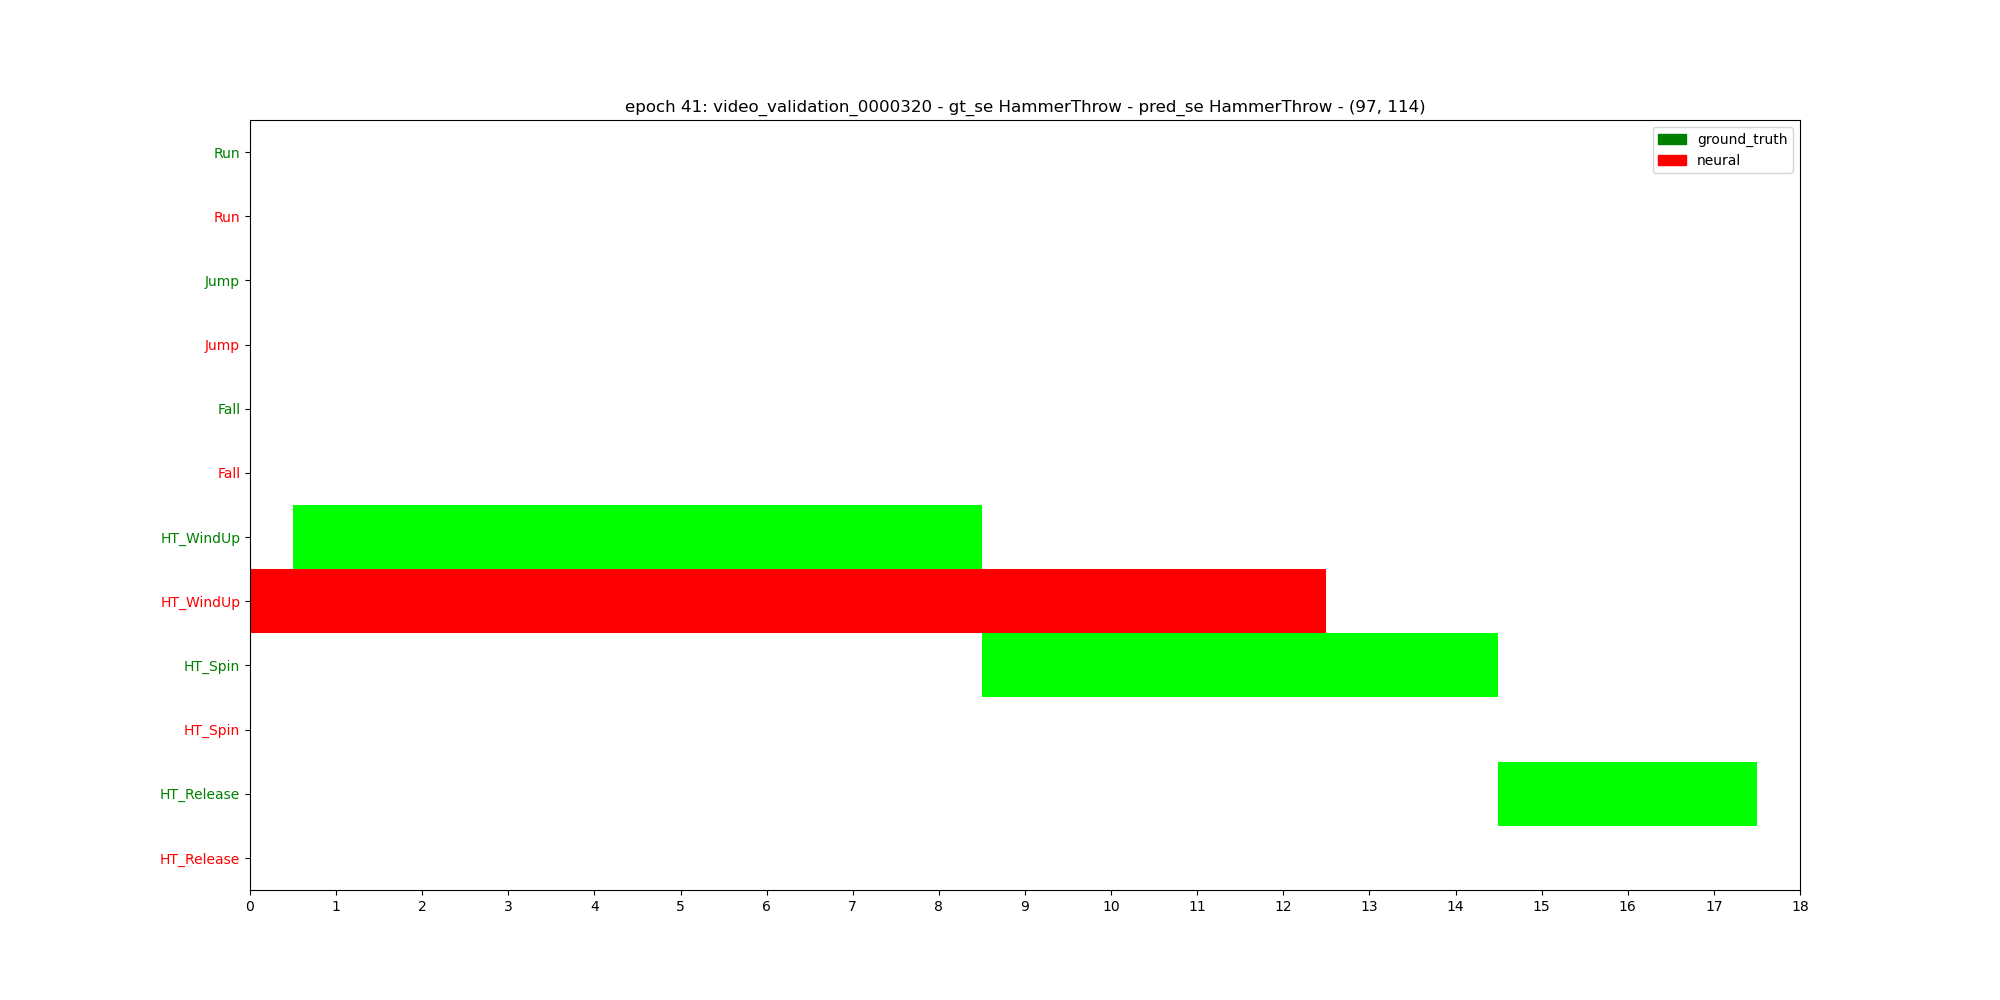 epoch 41: video_validation_0000320 - gt_se HammerThrow - pred_se HammerThrow - (97, 114)
ground_truth
neural
Run
Run
Jump
Jump
Fall
Fall
HT_WindUp
HT_WindUp
HT_Spin
HT_Spin
HT_Release
HT_Release
0 1 2 3 4 5 6 7 8 9 10 11 12 13 14 15 16 17 18